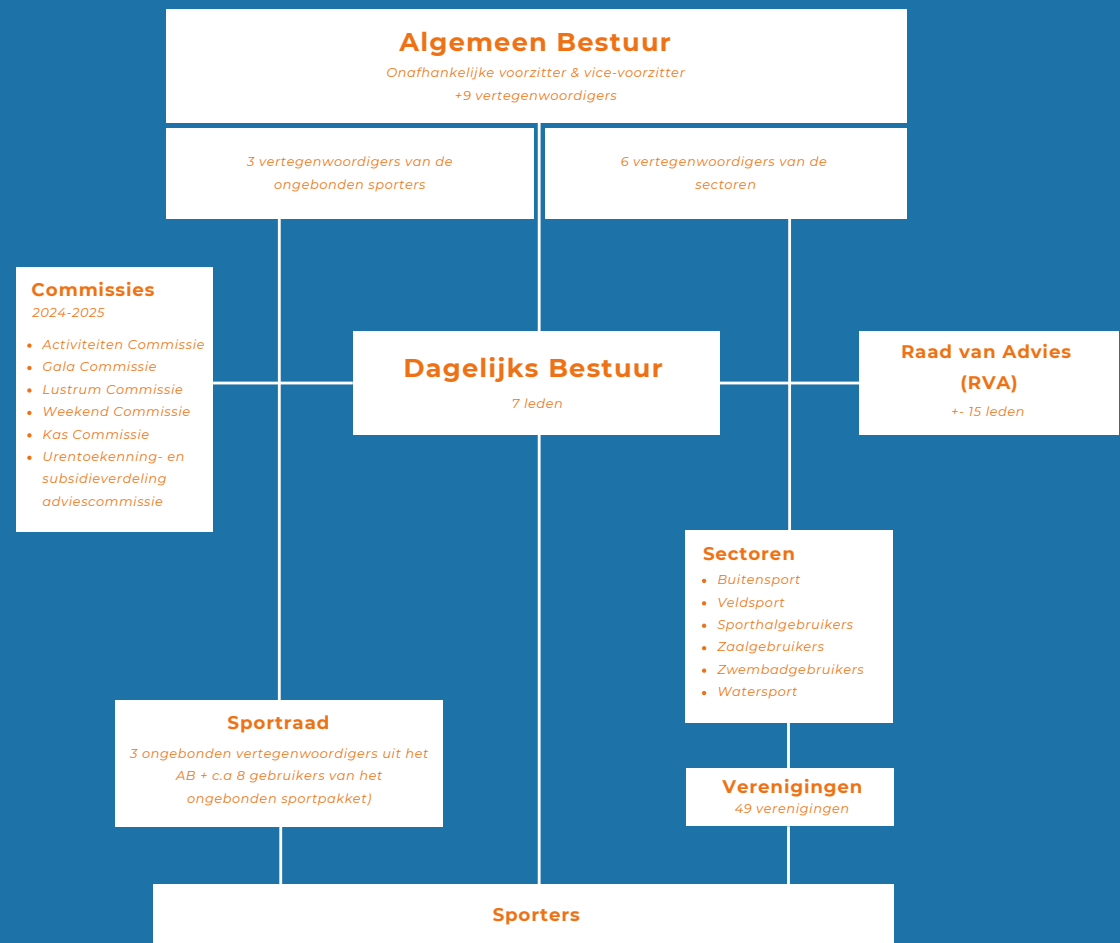 Algemeen Bestuur
Onafhankelijke voorzitter & vice-voorzitter
+9 vertegenwoordigers
3 vertegenwoordigers van de
ongebonden sporters
6 vertegenwoordigers van de
sectoren
Commissies
2024-2025
• Activiteiten Commissie
• Gala Commissie
• Lustrum Commissie
• Weekend Commissie
• Kas Commissie
• Urentoekenning- en
subsidieverdeling
adviescommissie
Dagelijks Bestuur
7 leden
Raad van Advies
(RVA)
+- 15 leden
Sectoren
• Buitensport
• Veldsport
• Sporthalgebruikers
• Zaalgebruikers
• Zwembadgebruikers
• Watersport
Sportraad
3 ongebonden vertegenwoordigers uit het
AB + c.a 8 gebruikers van het
ongebonden sportpakket)
Verenigingen
49 verenigingen
Sporters